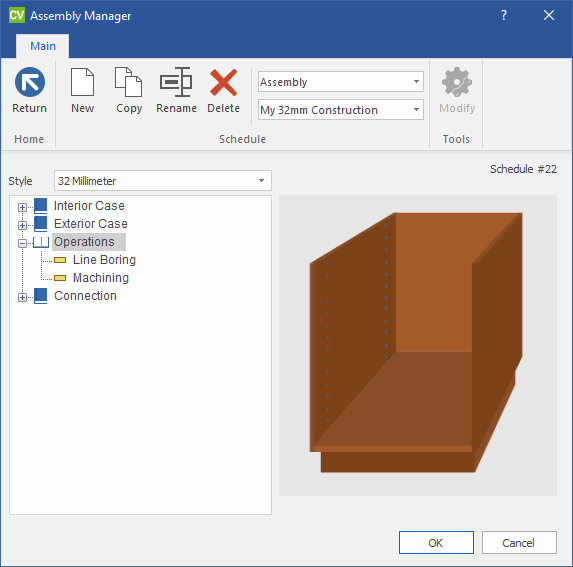 CV Assembly Manager ? ×
Main
Return New Copy Rename Delete Assembly My 32mm Construction Modify
Home Schedule Tools
Schedule #22
Style 32 Millimeter
Interior Case
Exterior Case
Operations
Line Boring
Machining
Connection
OK Cancel